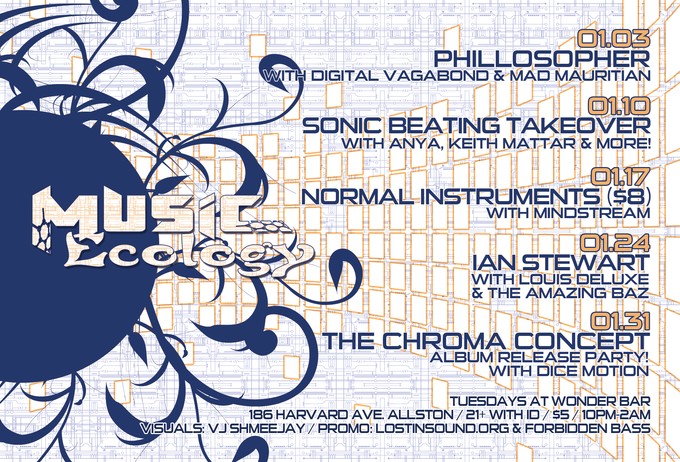 MUSIC
Ecology
01.03
PHILLOSOPHER
WITH DIGITAL VAGABOND & MAD MAURITIAN
01.10
SONIC BEATING TAKEOVER
WITH ANYA, KEITH MATTAR & MORE!
01.17
NORMAL INSTRUMENTS ($8)
WITH MINDSTREAM
01.24
IAN STEWART
WITH LOUIS DELUXE
& THE AMAZING BAZ
01.31
THE CHROMA CONCEPT
ALBUM RELEASE PARTY!
WITH DICE MOTION
TUESDAYS AT WONDER BAR
186 HARVARD AVE. ALLSTON / 21+ WITH ID / $5 / 10PM-2AM
VISUALS: VJ SHMEEJAY / PROMO: LOSTINSOUND.ORG & FORBIDDEN BASS